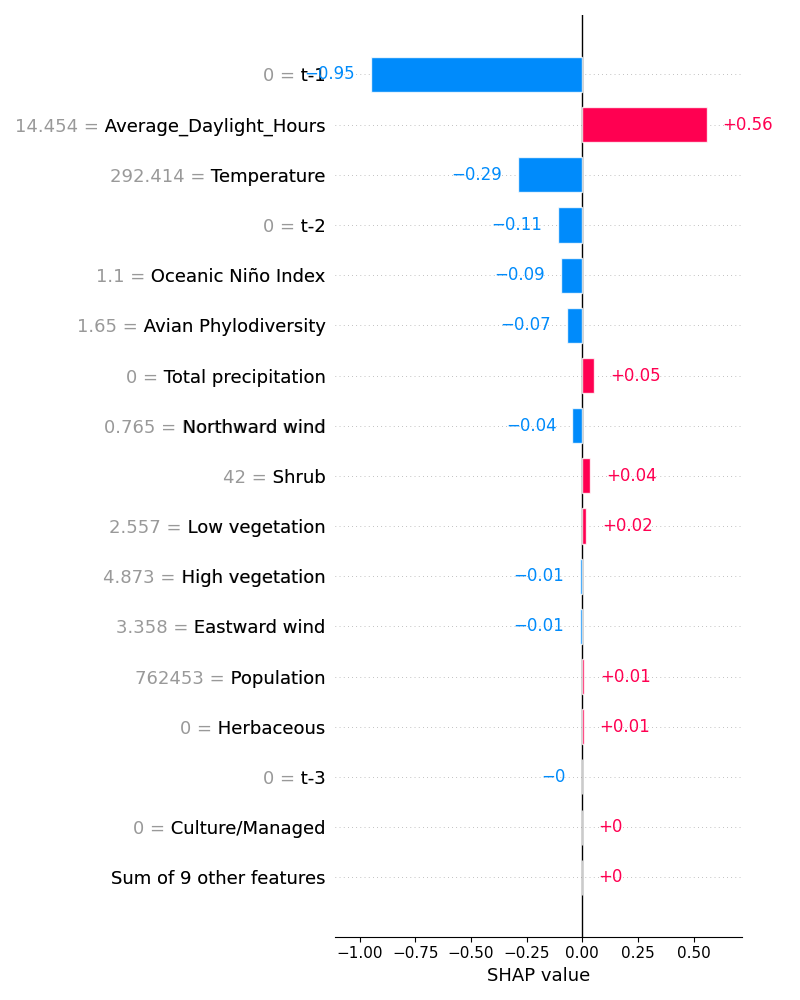 0 = t-1 −0.95
14.454 = Average_Daylight_Hours +0.56
292.414 = Temperature −0.29
0 = t-2 −0.11
1.1 = Oceanic Niño Index −0.09
1.65 = Avian Phylodiversity −0.07
0 = Total precipitation +0.05
0.765 = Northward wind −0.04
42 = Shrub +0.04
2.557 = Low vegetation +0.02
4.873 = High vegetation −0.01
3.358 = Eastward wind −0.01
762453 = Population +0.01
0 = Herbaceous +0.01
0 = t-3 −0
0 = Culture/Managed +0
Sum of 9 other features +0
−1.00 −0.75 −0.50 −0.25 0.00 0.25 0.50
SHAP value